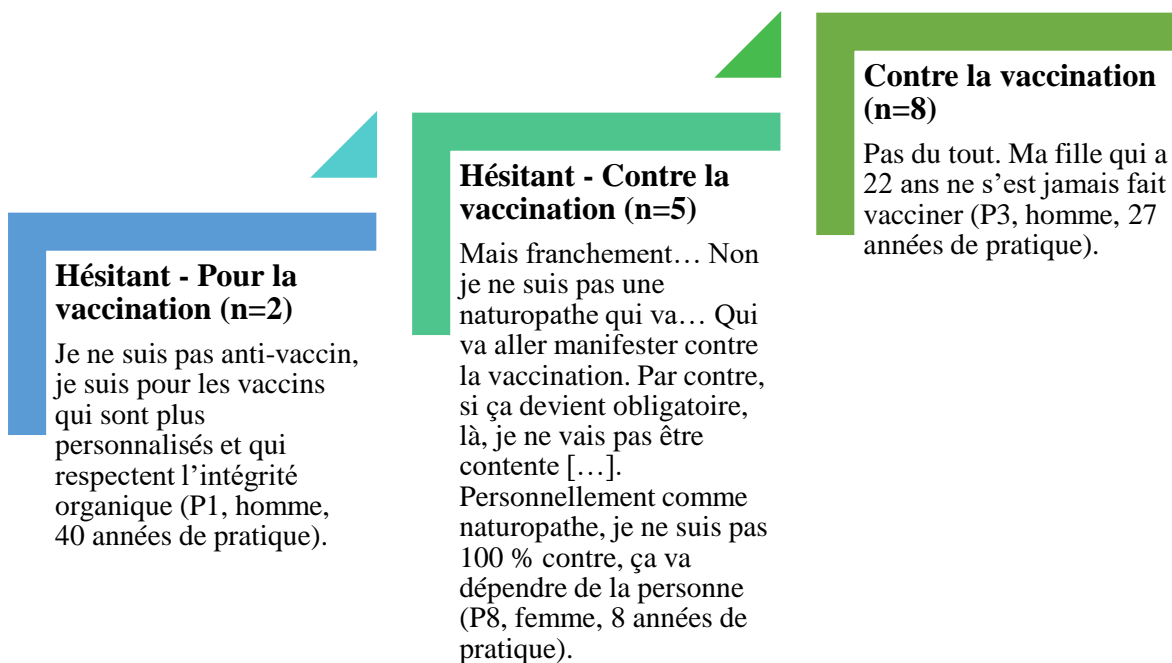 Hésitant - Pour la
vaccination (n=2)
Je ne suis pas anti-vaccin,
je suis pour les vaccins
qui sont plus
personnalisés et qui
respectent l’intégrité
organique (P1, homme,
40 années de pratique).
Hésitant - Contre la
vaccination (n=5)
Mais franchement… Non
je ne suis pas une
naturopathe qui va… Qui
va aller manifester contre
la vaccination. Par contre,
si ça devient obligatoire,
là, je ne vais pas être
contente […].
Personnellement comme
naturopathe, je ne suis pas
100 % contre, ça va
dépendre de la personne
(P8, femme, 8 années de
pratique).
Contre la vaccination
(n=8)
Pas du tout. Ma fille qui a
22 ans ne s’est jamais fait
vacciner (P3, homme, 27
années de pratique).